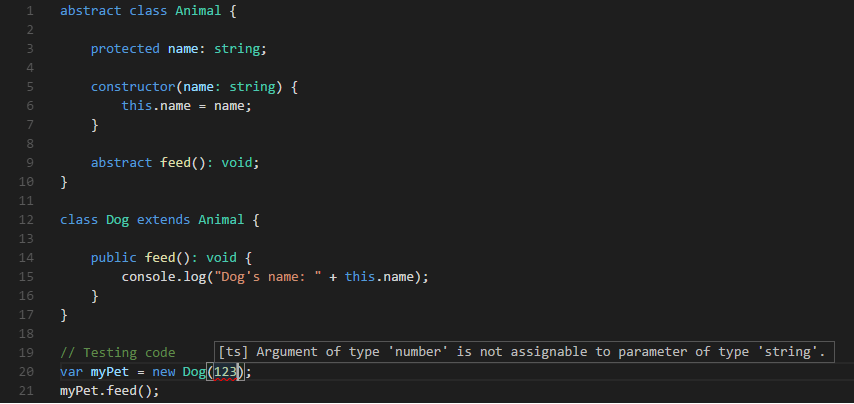 1 abstract class Animal {
2
3     protected name: string;
4
5     constructor(name: string) {
6         this.name = name;
7     }
8
9     abstract feed(): void;
10 }
11
12 class Dog extends Animal {
13
14     public feed(): void {
15         console.log("Dog's name: " + this.name);
16     }
17 }
18
19 // Testing code
[ts] Argument of type 'number' is not assignable to parameter of type 'string'.
20 var myPet = new Dog(123);
21 myPet.feed();